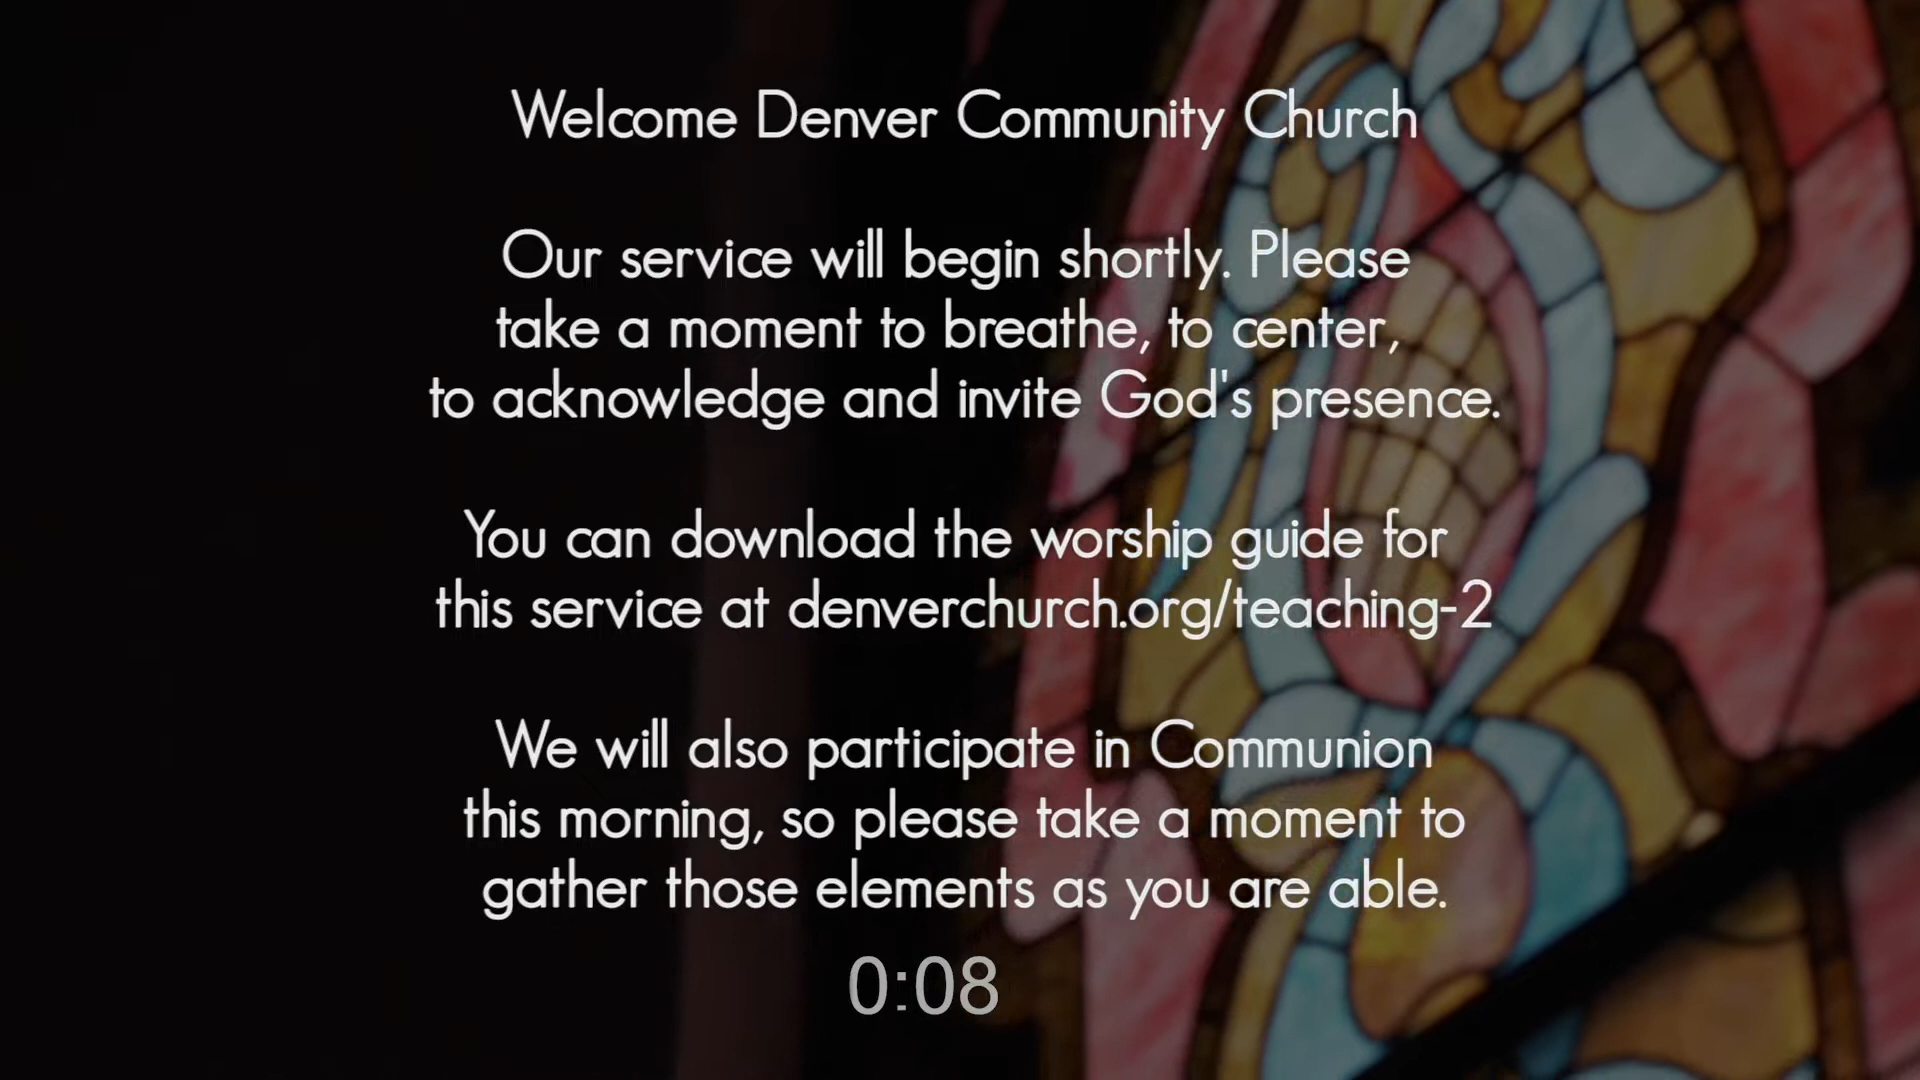 Welcome Denver Community Church
Our service will begin shortly. Please
take a moment to breathe, to center,
to acknowledge and invite God's presence.
You can download the worship guide for
this service at denverchurch.org/teaching-2
We will also participate in Communion
this morning, so please take a moment to
gather those elements as you are able.
0:08